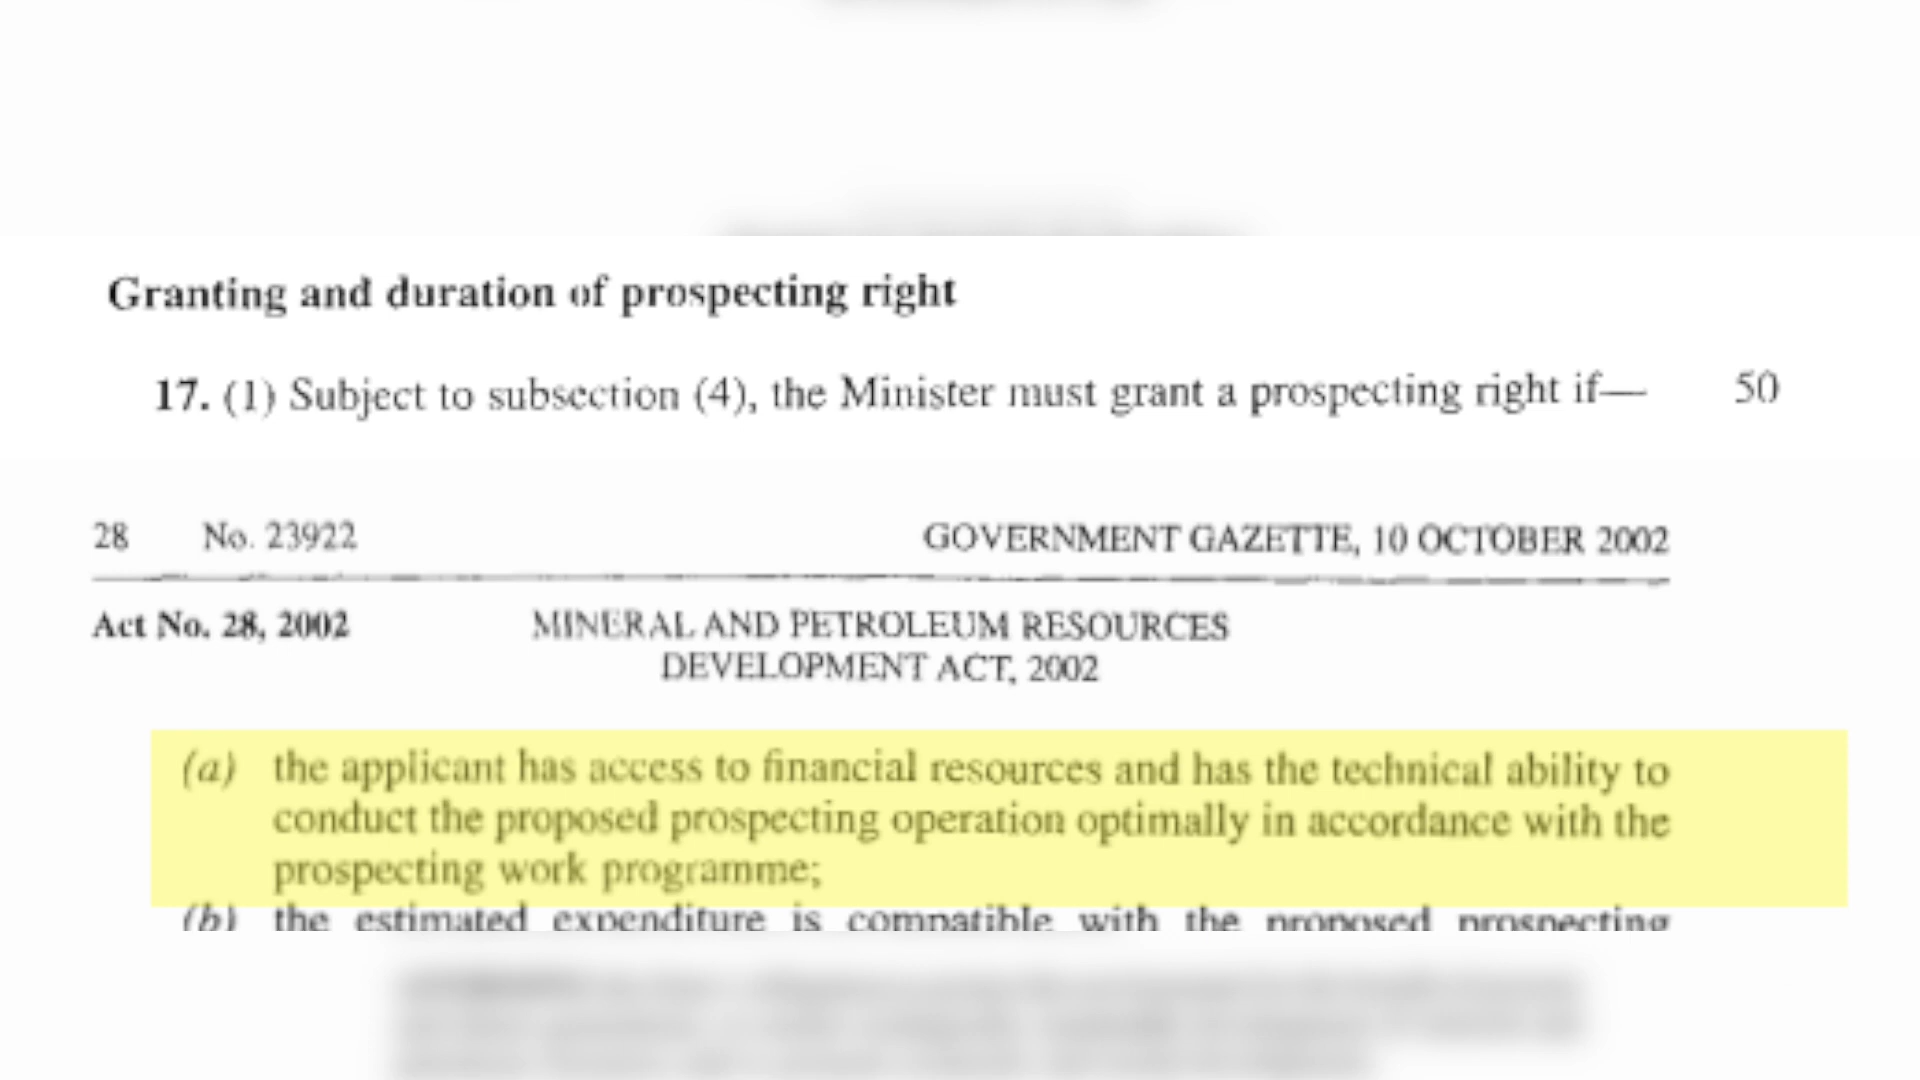 Granting and duration of prospecting right
17. (1) Subject to subsection (4), the Minister must grant a prospecting right if— 50
28 No. 23922 GOVERNMENT GAZETTE, 10 OCTOBER 2002
Act No. 28, 2002 MINERAL AND PETROLEUM RESOURCES
DEVELOPMENT ACT, 2002
(a) the applicant has access to financial resources and has the technical ability to
conduct the proposed prospecting operation optimally in accordance with the
prospecting work programme;
(b) the estimated expenditure is compatible with the proposed prospecting